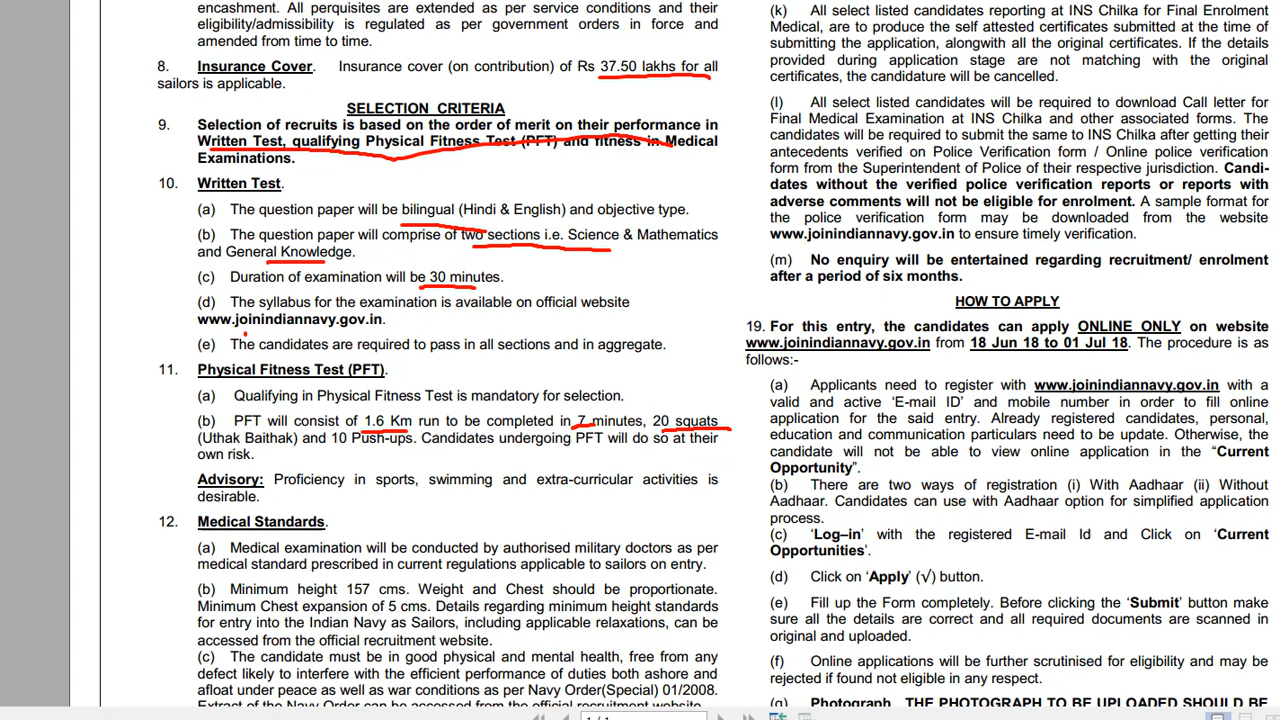 encashment. All perquisites are extended as per service conditions and their
eligibility/admissibility is regulated as per government orders in force and
amended from time to time.
8. Insurance Cover. Insurance cover (on contribution) of Rs 37.50 lakhs for all
sailors is applicable.
SELECTION CRITERIA
9. Selection of recruits is based on the order of merit on their performance in
Written Test, qualifying Physical Fitness Test (PFT) and fitness in Medical
Examinations.
10. Written Test.
(a) The question paper will be bilingual (Hindi & English) and objective type.
(b) The question paper will comprise of two sections i.e. Science & Mathematics
and General Knowledge.
(c) Duration of examination will be 30 minutes.
(d) The syllabus for the examination is available on official website
www.joinindiannavy.gov.in.
(e) The candidates are required to pass in all sections and in aggregate.
11. Physical Fitness Test (PFT).
(a) Qualifying in Physical Fitness Test is mandatory for selection.
(b) PFT will consist of 1.6 Km run to be completed in 7 minutes, 20 squats
(Uthak Baithak) and 10 Push-ups. Candidates undergoing PFT will do so at their
own risk.
Advisory: Proficiency in sports, swimming and extra-curricular activities is
desirable.
12. Medical Standards.
(a) Medical examination will be conducted by authorised military doctors as per
medical standard prescribed in current regulations applicable to sailors on entry.
(b) Minimum height 157 cms. Weight and Chest should be proportionate.
Minimum Chest expansion of 5 cms. Details regarding minimum height standards
for entry into the Indian Navy as Sailors, including applicable relaxations, can be
accessed from the official recruitment website.
(c) The candidate must be in good physical and mental health, free from any
defect likely to interfere with the efficient performance of duties both ashore and
afloat under peace as well as war conditions as per Navy Order(Special) 01/2008.
Extract of the Navy Order can be accessed from the official recruitment website
(k) All select listed candidates reporting at INS Chilka for Final Enrolment
Medical, are to produce the self attested certificates submitted at the time of
submitting the application, alongwith all the original certificates. If the details
provided during application stage are not matching with the original
certificates, the candidature will be cancelled.
(l) All select listed candidates will be required to download Call letter for
Final Medical Examination at INS Chilka and other associated forms. The
candidates will be required to submit the same to INS Chilka after getting their
antecedents verified on Police Verification form / Online police verification
form from the Superintendent of Police of their respective jurisdiction. Candi-
dates without the verified police verification reports or reports with
adverse comments will not be eligible for enrolment. A sample format for
the police verification form may be downloaded from the website
www.joinindiannavy.gov.in to ensure timely verification.
(m) No enquiry will be entertained regarding recruitment/ enrolment
after a period of six months.
HOW TO APPLY
19. For this entry, the candidates can apply ONLINE ONLY on website
www.joinindiannavy.gov.in from 18 Jun 18 to 01 Jul 18. The procedure is as
follows:-
(a) Applicants need to register with www.joinindiannavy.gov.in with a
valid and active ‘E-mail ID’ and mobile number in order to fill online
application for the said entry. Already registered candidates, personal,
education and communication particulars need to be update. Otherwise, the
candidate will not be able to view online application in the “Current
Opportunity”.
(b) There are two ways of registration (i) With Aadhaar (ii) Without
Aadhaar. Candidates can use with Aadhaar option for simplified application
process.
(c) ‘Log–in’ with the registered E-mail Id and Click on ‘Current
Opportunities’.
(d) Click on ‘Apply’ (√) button.
(e) Fill up the Form completely. Before clicking the ‘Submit’ button make
sure all the details are correct and all required documents are scanned in
original and uploaded.
(f) Online applications will be further scrutinised for eligibility and may be
rejected if found not eligible in any respect.
(g) Photograph. THE PHOTOGRAPH TO BE UPLOADED SHOULD BE
1 / 1